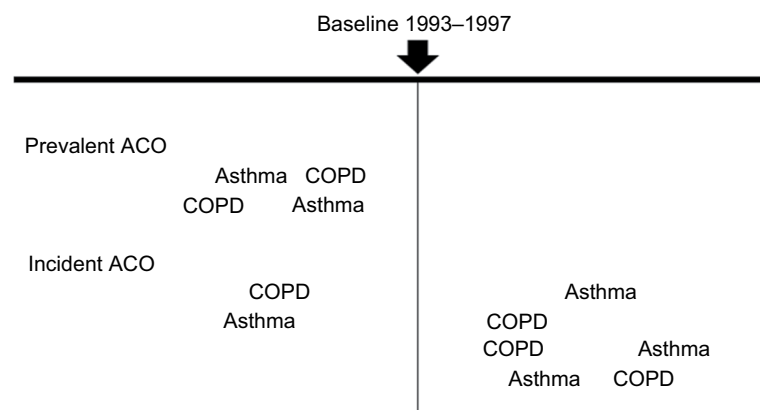 Baseline 1993–1997
Prevalent ACO
Asthma COPD
COPD Asthma
Incident ACO
COPD Asthma
Asthma COPD
COPD Asthma
Asthma COPD